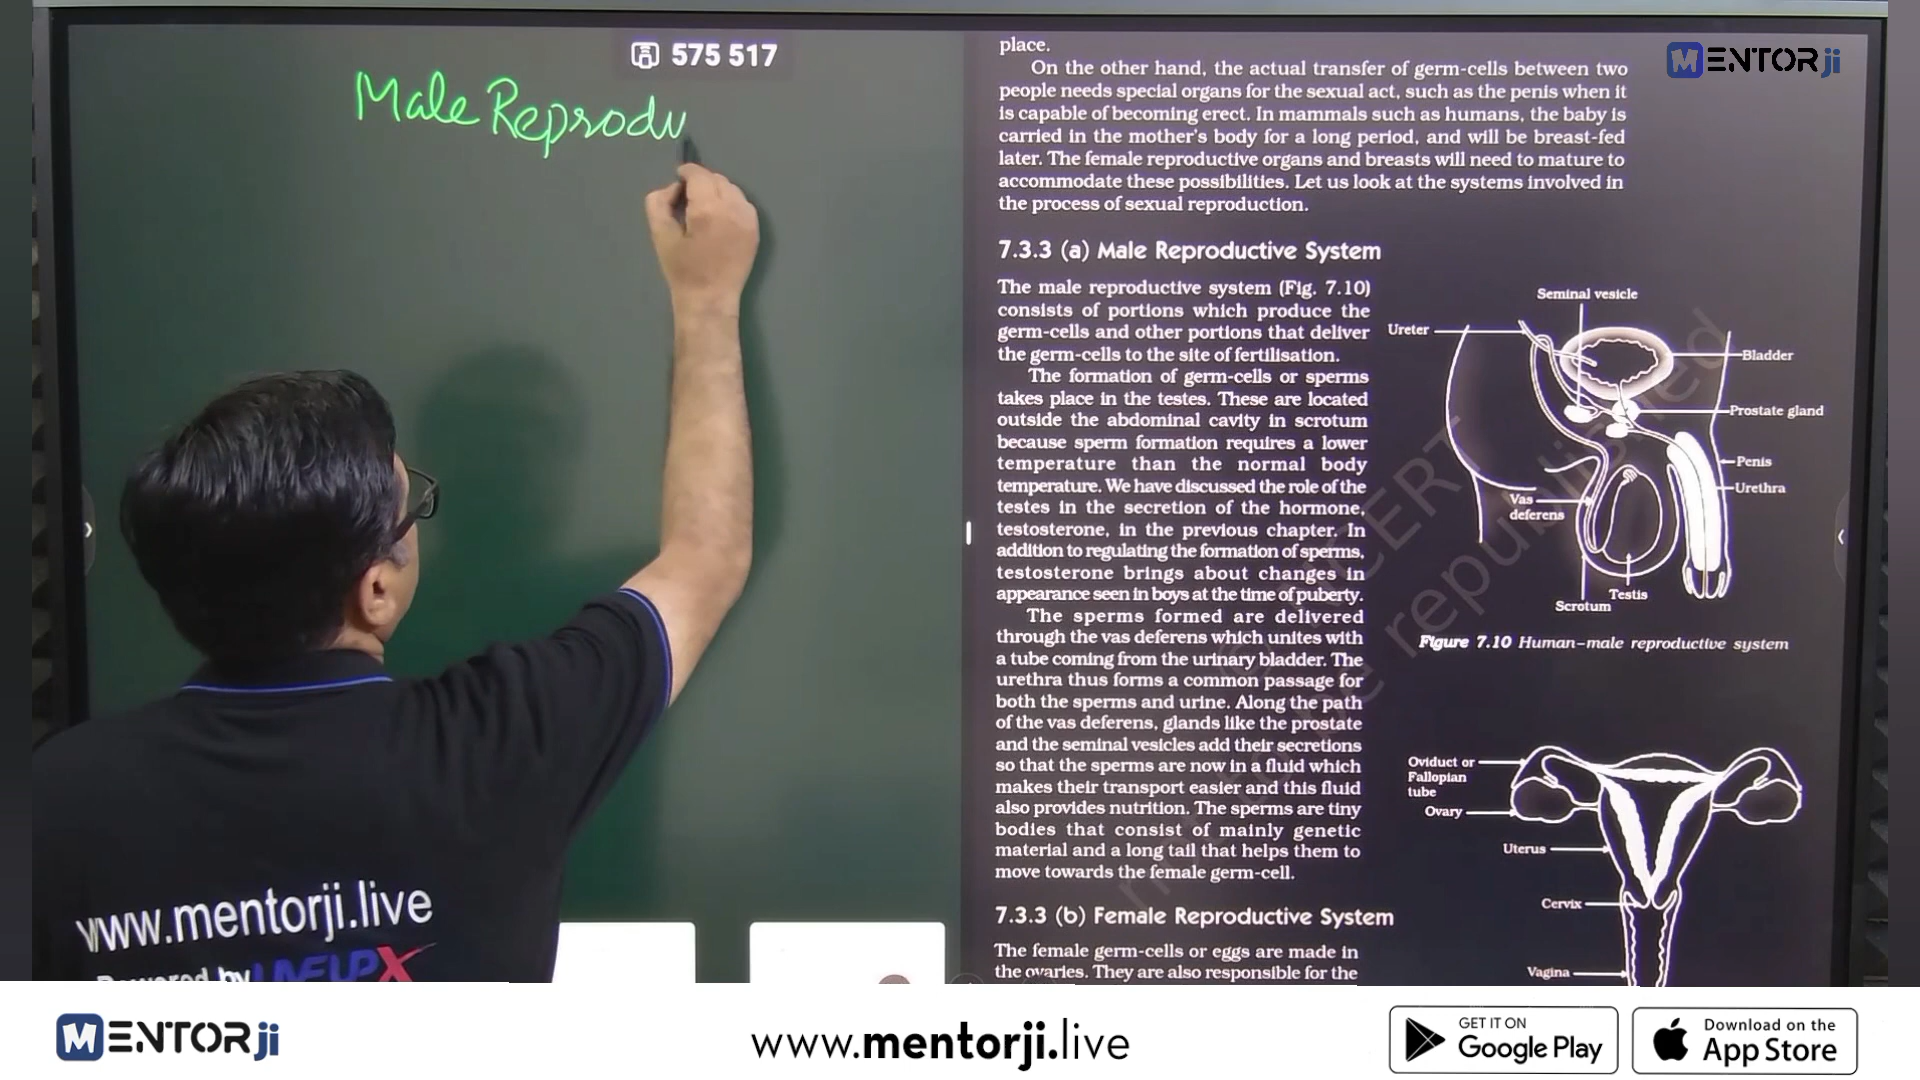 575 517
Male Reprodu
MENTORji
place.
On the other hand, the actual transfer of germ-cells between two
people needs special organs for the sexual act, such as the penis when it
is capable of becoming erect. In mammals such as humans, the baby is
carried in the mother's body for a long period, and will be breast-fed
later. The female reproductive organs and breasts will need to mature to
accommodate these possibilities. Let us look at the systems involved in
the process of sexual reproduction.
7.3.3 (a) Male Reproductive System
The male reproductive system (Fig. 7.10)
consists of portions which produce the
germ-cells and other portions that deliver
the germ-cells to the site of fertilisation.
The formation of germ-cells or sperms
takes place in the testes. These are located
outside the abdominal cavity in scrotum
because sperm formation requires a lower
temperature than the normal body
temperature. We have discussed the role of the
testes in the secretion of the hormone,
testosterone, in the previous chapter. In
addition to regulating the formation of sperms,
testosterone brings about changes in
appearance seen in boys at the time of puberty.
The sperms formed are delivered
through the vas deferens which unites with
a tube coming from the urinary bladder. The
urethra thus forms a common passage for
both the sperms and urine. Along the path
of the vas deferens, glands like the prostate
and the seminal vesicles add their secretions
so that the sperms are now in a fluid which
makes their transport easier and this fluid
also provides nutrition. The sperms are tiny
bodies that consist of mainly genetic
material and a long tail that helps them to
move towards the female germ-cell.
Seminal vesicle
Ureter
Bladder
Prostate gland
Penis
Urethra
Vas
deferens
Testis
Scrotum
Figure 7.10 Human–male reproductive system
7.3.3 (b) Female Reproductive System
The female germ-cells or eggs are made in
the ovaries. They are also responsible for the
Oviduct or
Fallopian
tube
Ovary
Uterus
Cervix
Vagina
www.mentorji.live
Powered by LIVEUPX
MENTORji
www.mentorji.live
GET IT ON
Google Play
Download on the
App Store